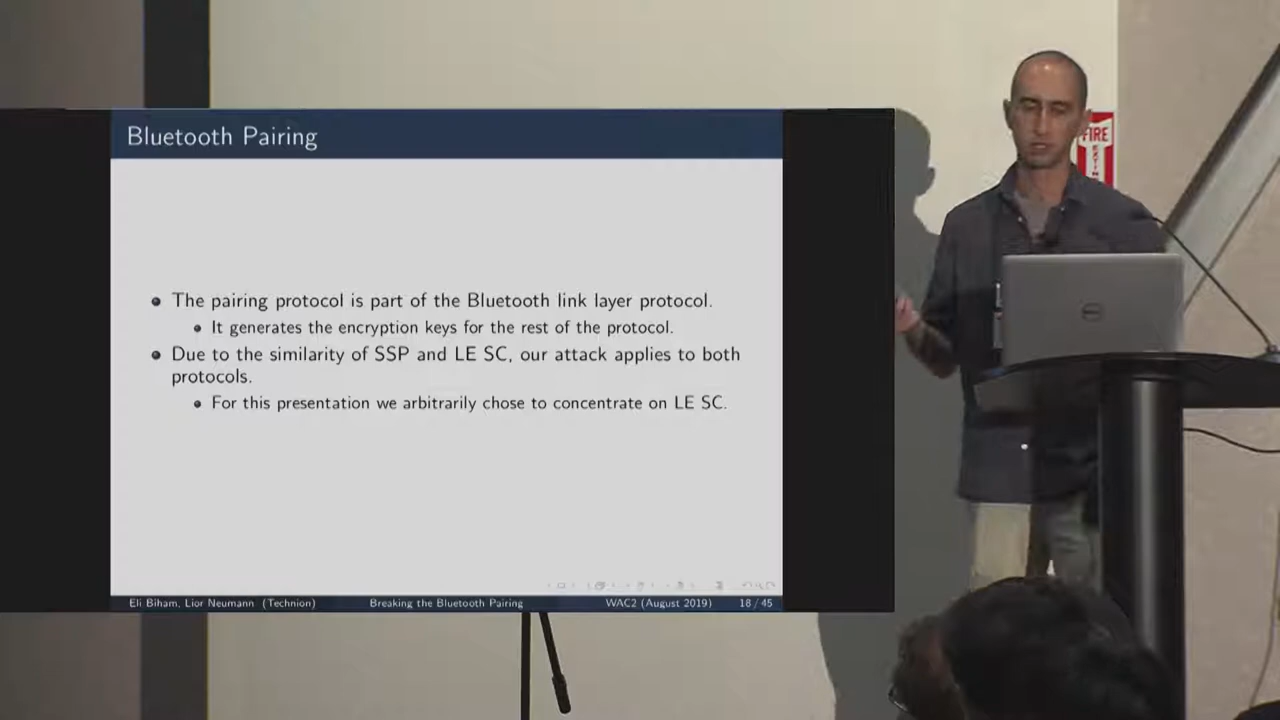 Bluetooth Pairing
The pairing protocol is part of the Bluetooth link layer protocol.
It generates the encryption keys for the rest of the protocol.
Due to the similarity of SSP and LE SC, our attack applies to both
protocols.
For this presentation we arbitrarily chose to concentrate on LE SC.
Eli Biham, Lior Neumann (Technion) Breaking the Bluetooth Pairing WAC2 (August 2019) 18 / 45
FIRE
DELL